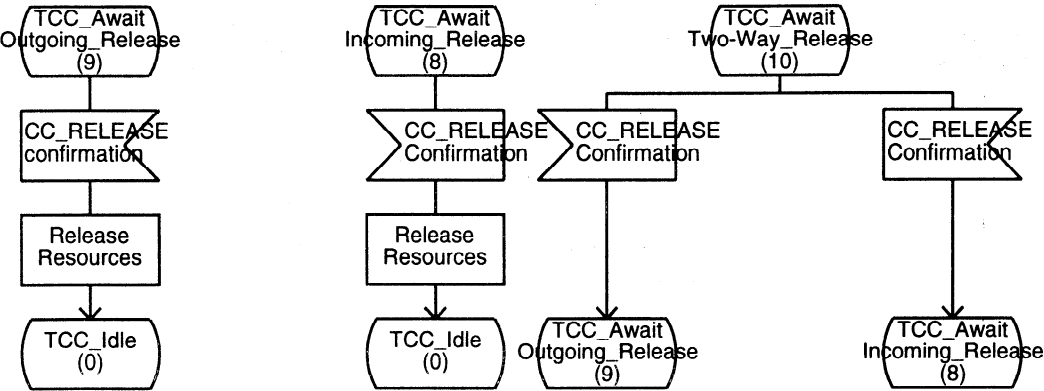 TCC_Await
Outgoing_Release
(9)
CC_RELEASE
confirmation
Release
Resources
TCC_Idle
(0)
TCC_Await
Incoming_Release
(8)
CC_RELEASE
Confirmation
Release
Resources
TCC_Idle
(0)
TCC_Await
Two-Way_Release
(10)
CC_RELEASE
Confirmation
TCC_Await
Outgoing_Release
(9)
CC_RELEASE
Confirmation
TCC_Await
Incoming_Release
(8)